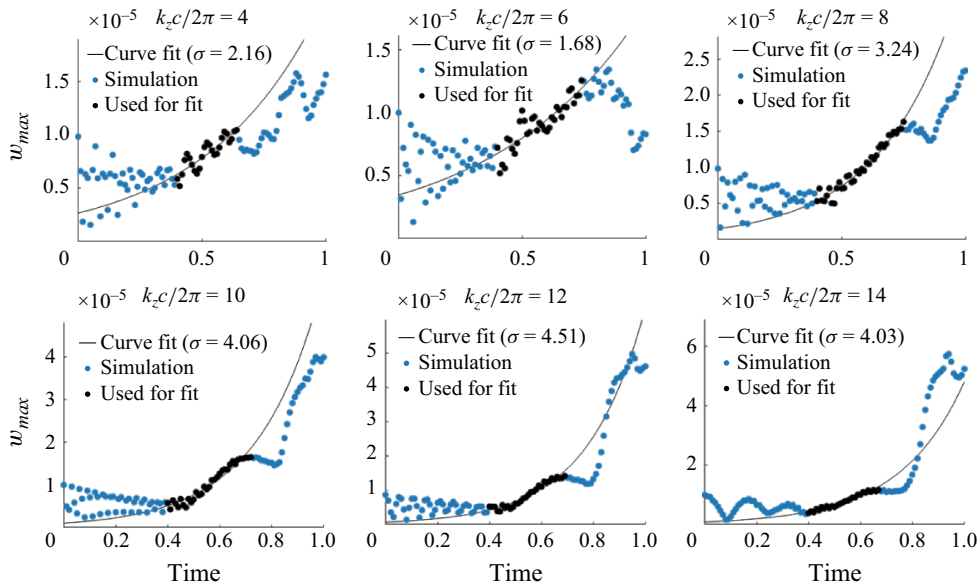 ×10⁻⁵ k_z c/2π = 4
— Curve fit (σ = 2.16)
Simulation
Used for fit
1.5
1.0
0.5
0
0.5
1
w_max
×10⁻⁵ k_z c/2π = 6
— Curve fit (σ = 1.68)
Simulation
Used for fit
1.5
1.0
0.5
0
0.5
1
×10⁻⁵ k_z c/2π = 8
— Curve fit (σ = 3.24)
Simulation
Used for fit
2.5
2.0
1.5
1.0
0.5
0
0.5
1
×10⁻⁵ k_z c/2π = 10
— Curve fit (σ = 4.06)
Simulation
Used for fit
4
3
2
1
0
0.2
0.4
0.6
0.8
1.0
w_max
Time
×10⁻⁵ k_z c/2π = 12
— Curve fit (σ = 4.51)
Simulation
Used for fit
5
4
3
2
1
0
0.2
0.4
0.6
0.8
1.0
Time
×10⁻⁵ k_z c/2π = 14
— Curve fit (σ = 4.03)
Simulation
Used for fit
6
4
2
0
0.2
0.4
0.6
0.8
1.0
Time